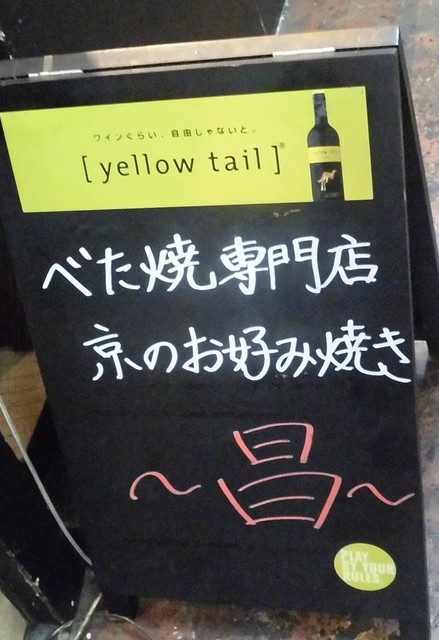 ワインぐらい、自由じゃないと。
[ yellow tail ]®
べた焼専門店
京のお好み焼き
～昌～
PLAY
BY YOUR
RULES.